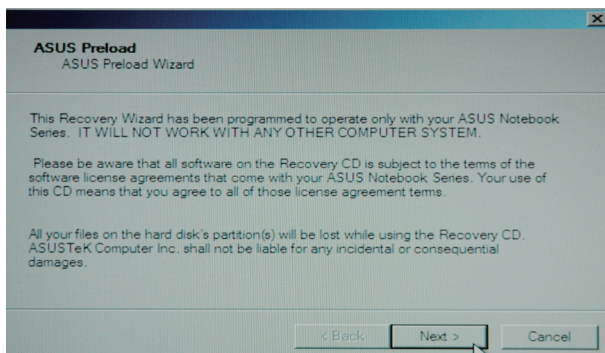 ASUS Preload
ASUS Preload Wizard
This Recovery Wizard has been programmed to operate only with your ASUS Notebook
Series. IT WILL NOT WORK WITH ANY OTHER COMPUTER SYSTEM.
Please be aware that all software on the Recovery CD is subject to the terms of the
software license agreements that come with your ASUS Notebook Series. Your use of
this CD means that you agree to all of those license agreement terms.
All your files on the hard disk's partition(s) will be lost while using the Recovery CD.
ASUSTeK Computer Inc. shall not be liable for any incidental or consequential
damages.
< Back Next > Cancel